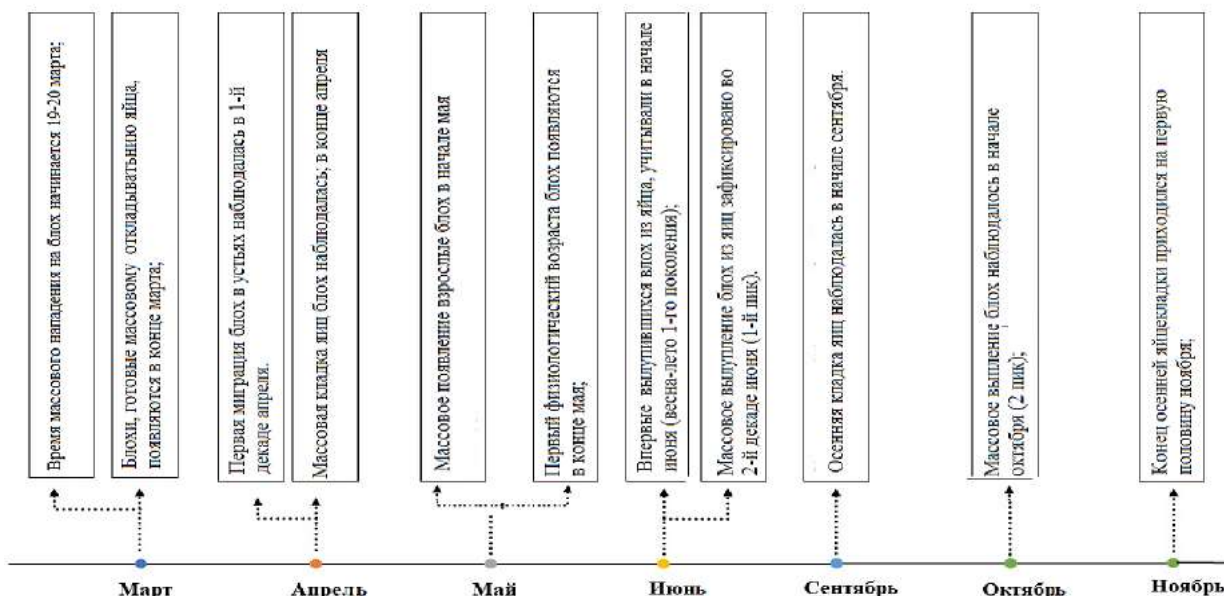 Время массового нападения на блох начинается 19-20 марта;
Блохи, готовые массовому откладыватьнию яйца,
появляются в конце марта;
Первая миграция блох в устьях наблюдалась в 1-й
декаде апреля.
Массовая кладка яиц блох наблюдалась; в конце апреля
Массовое появление взрослые блох в начале мая
Первый физиологический возраста блох появляются
в конце мая;
Впервые вылупившихся влох из яйца, учитывали в начале
июня (весна-лето 1-го поколения);
Массовое вылупление блох из яиц зафиксировано во
2-й декаде июня (1-й пик).
Осенняя кладка яиц наблюдалась в начале сентября.
Массовое выпление блох наблюдалось в начале
октября (2 пик);
Конец осенней яйцекладки приходился на первую
половину ноября;
Март
Апрель
Май
Июнь
Сентябрь
Октябрь
Ноябрь